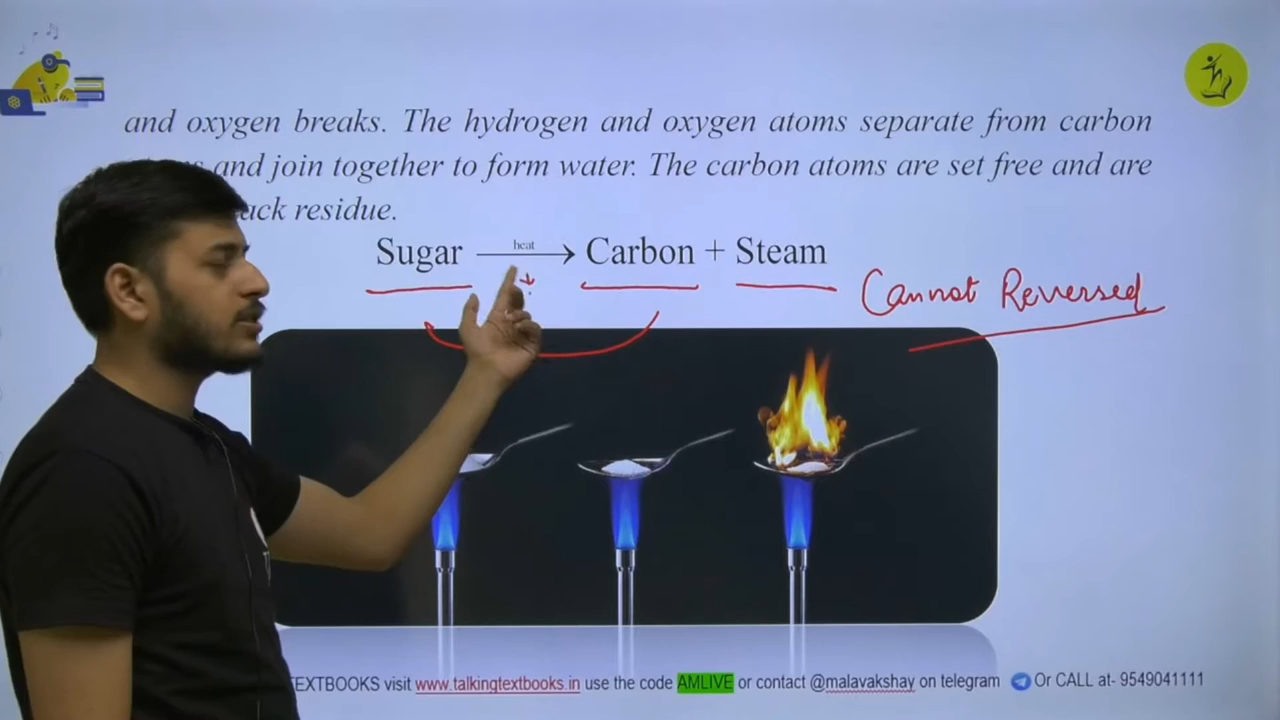 and oxygen breaks. The hydrogen and oxygen atoms separate from carbon
and join together to form water. The carbon atoms are set free and are
residue.
heat
Sugar ⟶ Carbon + Steam
Cannot Reversed
TEXTBOOKS visit www.talkingtextbooks.in use the code AMLIVE or contact @malavakshay on telegram Or CALL at- 9549041111